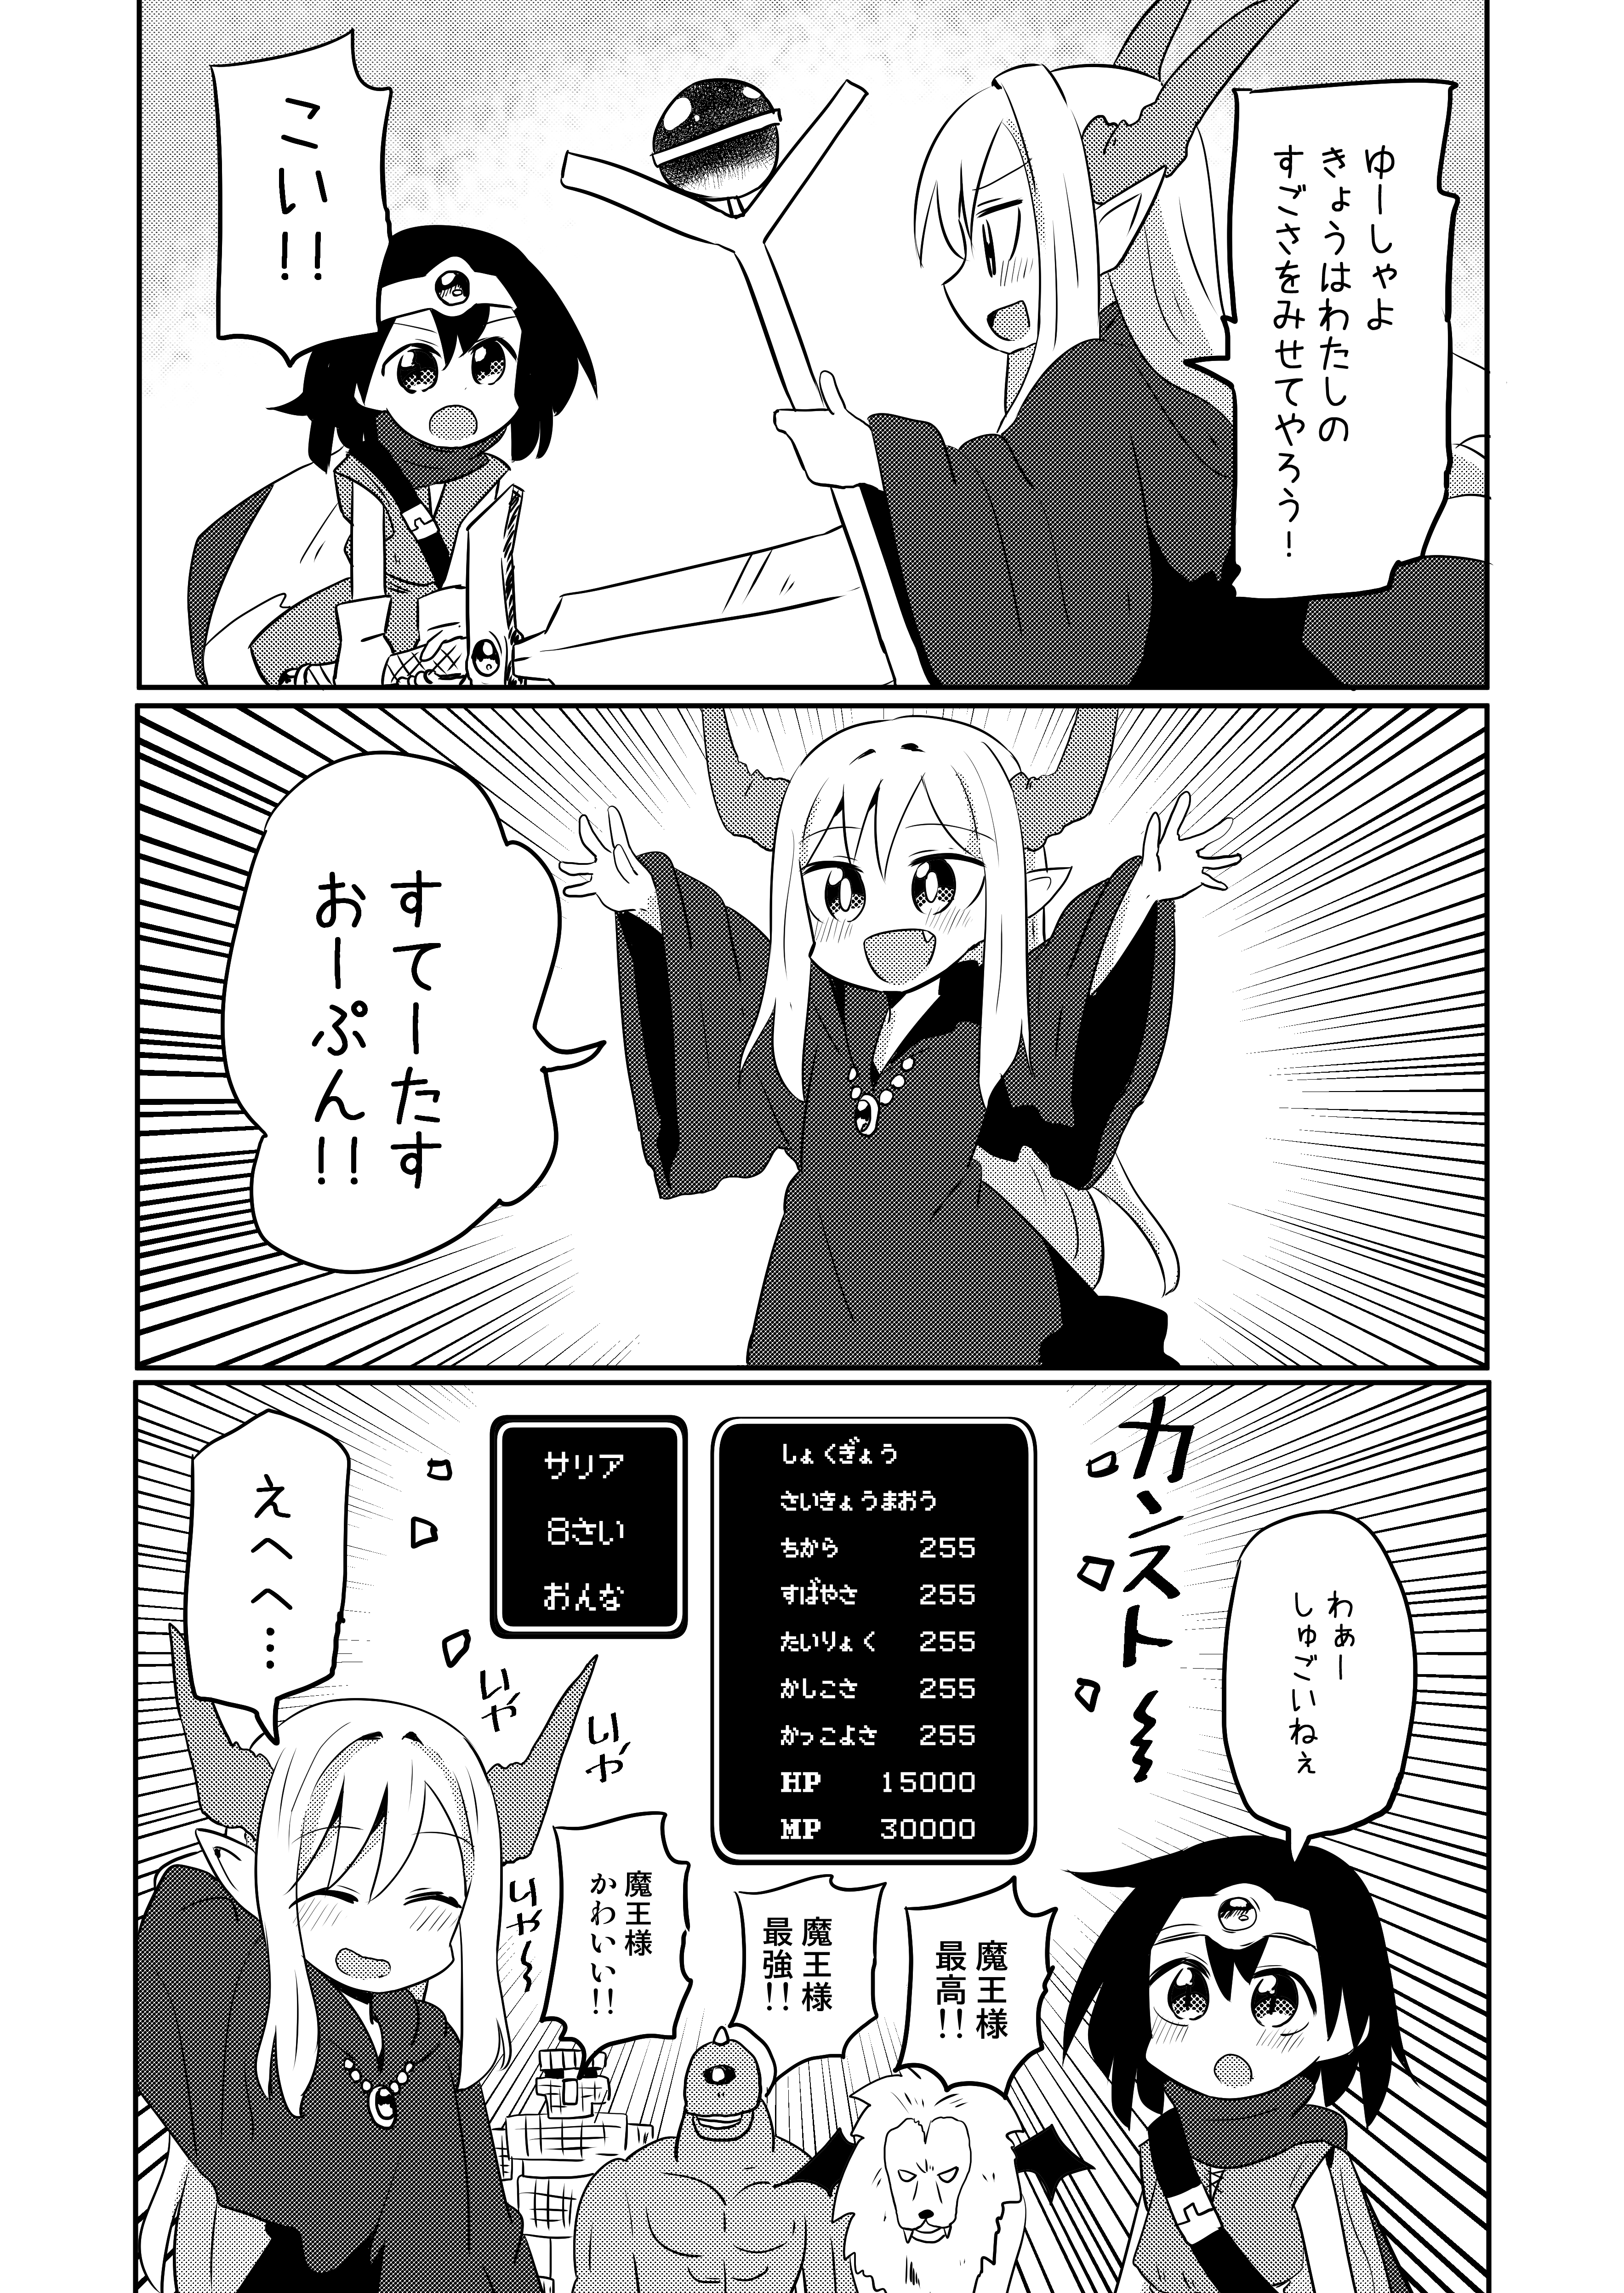 ゆーしゃよ
きょうはわたしの
すごさをみせてやろう！
こい！！
すてーたす
おーぷん！！
わぁー
しゅごいねぇ
カンスト〜
しょくぎょう
さいきょうまおう
ちから 255
すばやさ 255
たいりょく 255
かしこさ 255
かっこよさ 255
HP 15000
MP 30000
サリア
8さい
おんな
魔王様
最高！！
魔王様
最強！！
魔王様
かわいい！！
えへへ…
いや
いや
いや〜